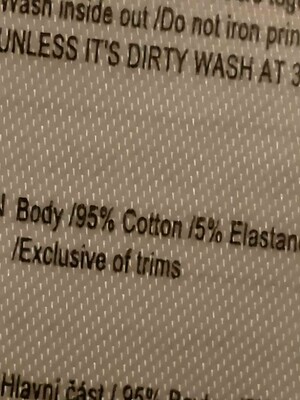 Wash inside out /Do not iron prin
UNLESS IT'S DIRTY WASH AT 3
Body /95% Cotton /5% Elastan
/Exclusive of trims
Hlavní část / 95%